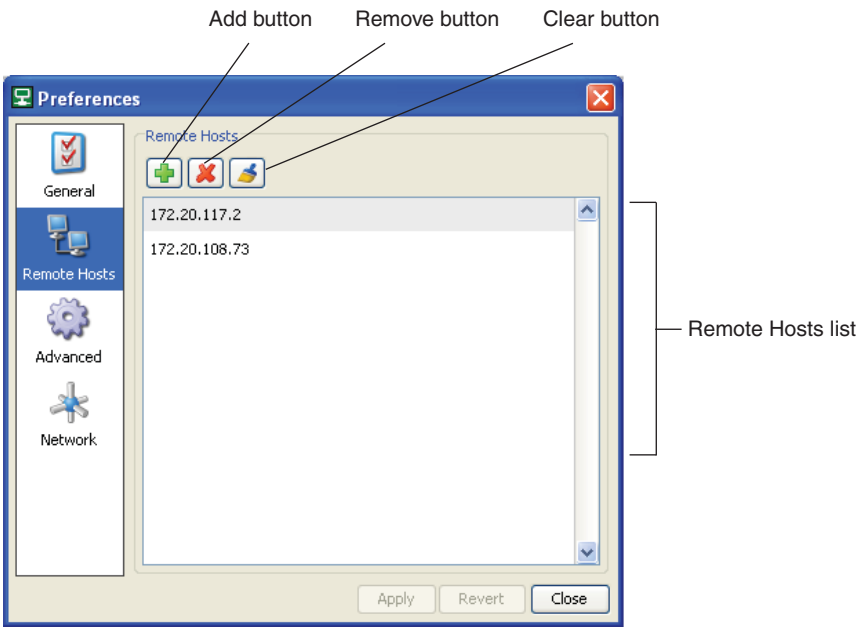 Add button
Remove button
Clear button
Preferences
Remote Hosts
General
172.20.117.2
172.20.108.73
Remote Hosts
Remote Hosts list
Advanced
Network
Apply
Revert
Close